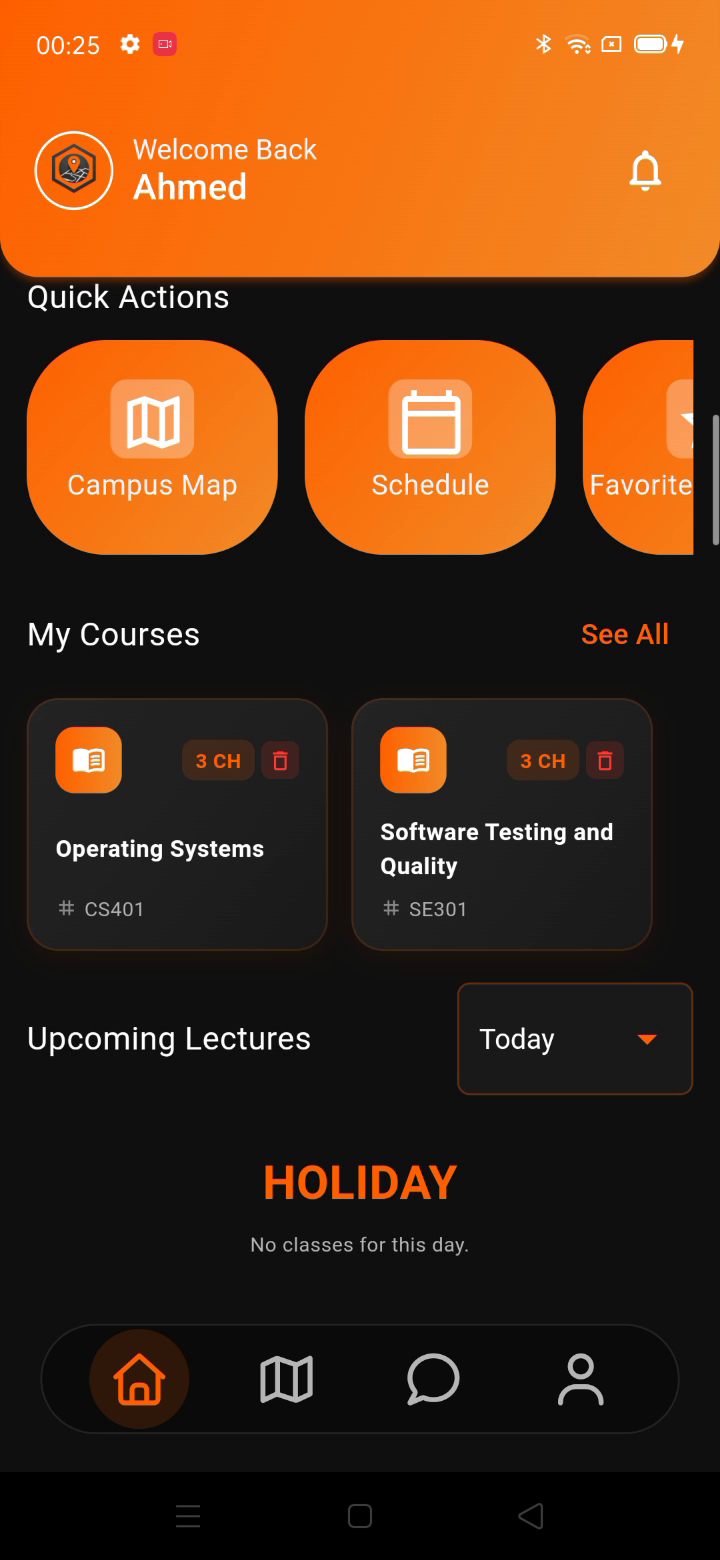 00:25
Welcome Back
Ahmed
Quick Actions
Campus Map
Schedule
Favorite
My Courses
See All
3 CH
3 CH
Operating Systems
Software Testing and
Quality
# CS401
# SE301
Upcoming Lectures
Today
HOLIDAY
No classes for this day.